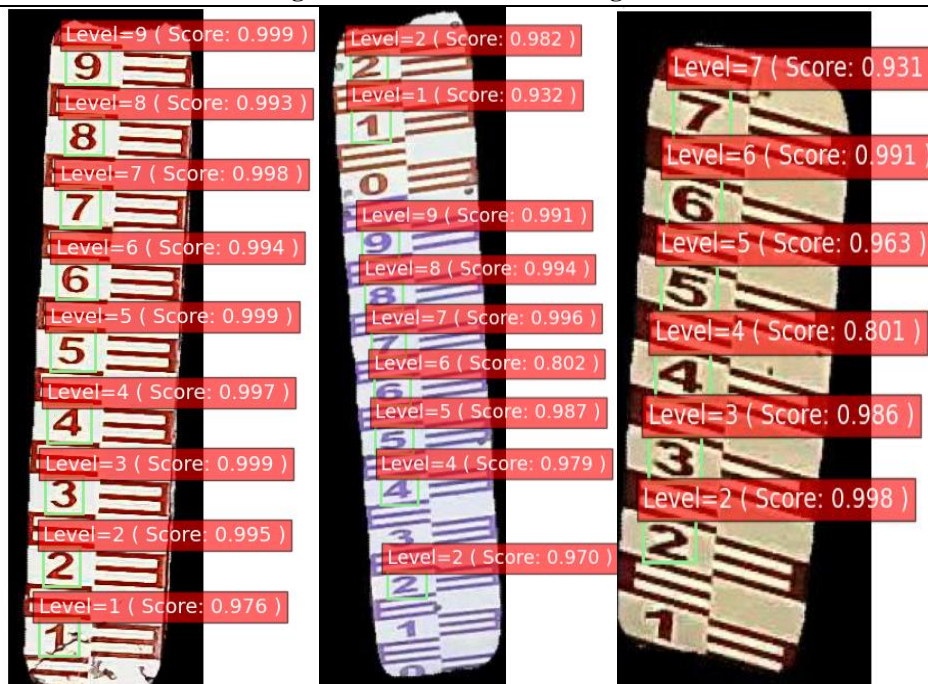 Level=9 ( Score: 0.999 )
9
Level=8 ( Score: 0.993 )
8
Level=7 ( Score: 0.998 )
7
Level=6 ( Score: 0.994 )
6
Level=5 ( Score: 0.999 )
5
Level=4 ( Score: 0.997 )
4
Level=3 ( Score: 0.999 )
3
Level=2 ( Score: 0.995 )
2
Level=1 ( Score: 0.976 )
1
Level=2 ( Score: 0.982 )
2
Level=1 ( Score: 0.932 )
1
0
Level=9 ( Score: 0.991 )
9
Level=8 ( Score: 0.994 )
8
Level=7 ( Score: 0.996 )
7
Level=6 ( Score: 0.802 )
6
Level=5 ( Score: 0.987 )
5
Level=4 ( Score: 0.979 )
4
3
Level=2 ( Score: 0.970 )
2
1
0
Level=7 ( Score: 0.931
7
Level=6 ( Score: 0.991 )
6
Level=5 ( Score: 0.963 )
5
Level=4 ( Score: 0.801 )
4
Level=3 ( Score: 0.986 )
3
Level=2 ( Score: 0.998 )
2
1